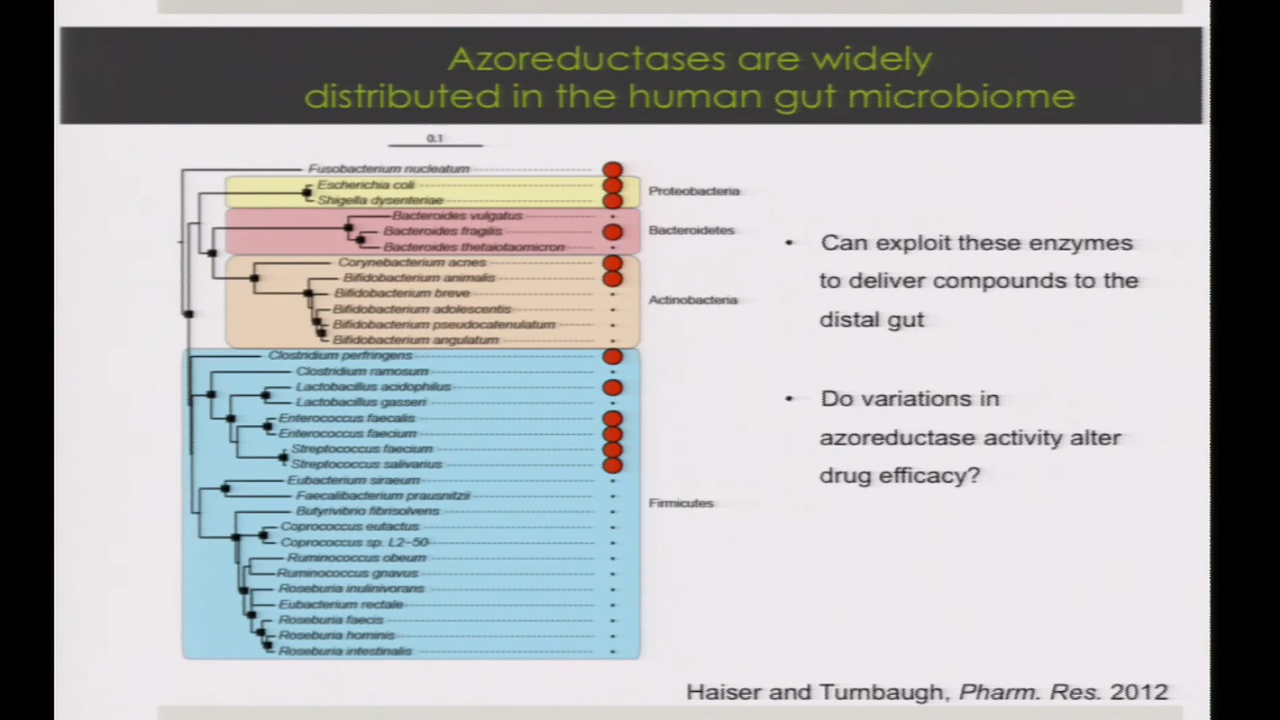 Azoreductases are widely
distributed in the human gut microbiome
0.1
Fusobacterium nucleatum
Escherichia coli
Shigella dysenteriae
Proteobacteria
Bacteroides vulgatus
Bacteroides fragilis
Bacteroidetes
Bacteroides thetaiotaomicron
Corynebacterium acnes
Bifidobacterium animalis
Bifidobacterium breve
Actinobacteria
Bifidobacterium adolescentis
Bifidobacterium pseudocatenulatum
Bifidobacterium angulatum
Clostridium perfringens
Clostridium ramosum
Lactobacillus acidophilus
Lactobacillus gasseri
Enterococcus faecalis
Enterococcus faecium
Streptococcus faecium
Streptococcus salivarius
Eubacterium siraeum
Faecalibacterium prausnitzii
Firmicutes
Butyrivibrio fibrisolvens
Coprococcus eutactus
Coprococcus sp. L2-50
Ruminococcus obeum
Ruminococcus gnavus
Roseburia inulinivorans
Eubacterium rectale
Roseburia faecis
Roseburia hominis
Roseburia intestinalis
• Can exploit these enzymes
to deliver compounds to the
distal gut
• Do variations in
azoreductase activity alter
drug efficacy?
Haiser and Turnbaugh, Pharm. Res. 2012